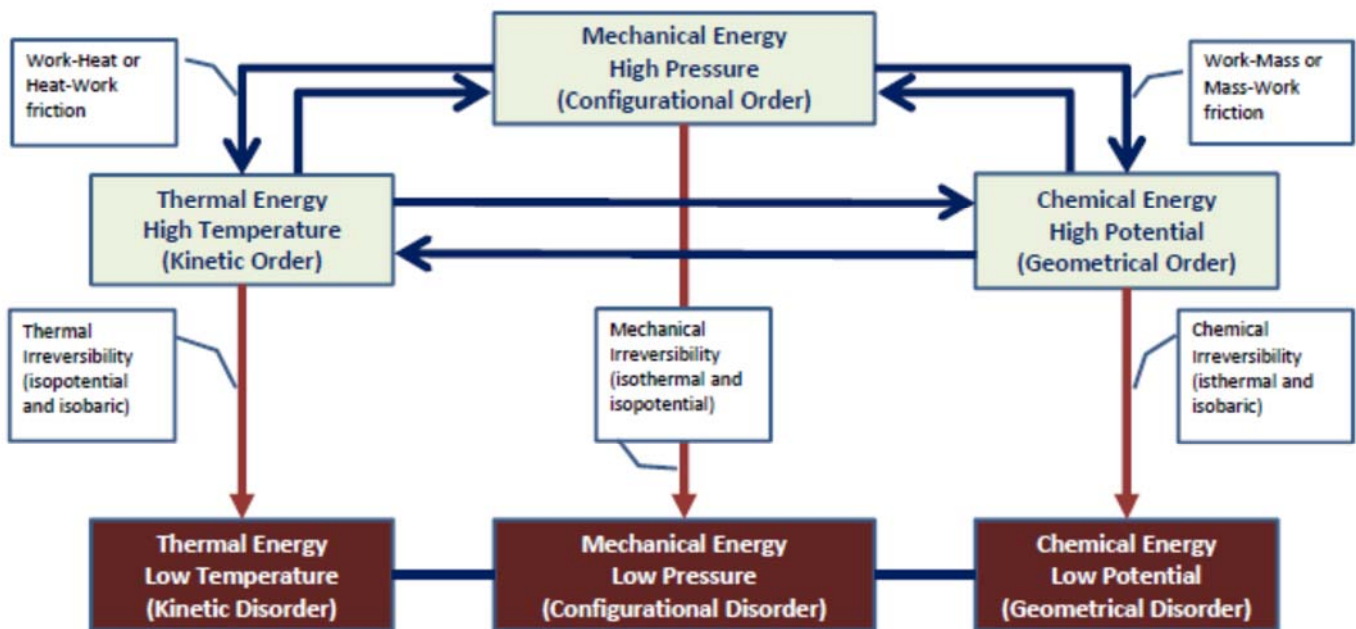 Mechanical Energy
High Pressure
(Configurational Order)
Work-Heat or
Heat-Work
friction
Work-Mass or
Mass-Work
friction
Thermal Energy
High Temperature
(Kinetic Order)
Chemical Energy
High Potential
(Geometrical Order)
Thermal
Irreversibility
(isopotential
and isobaric)
Mechanical
Irreversibility
(isothermal and
isopotential)
Chemical
Irreversibility
(isthermal and
isobaric)
Thermal Energy
Low Temperature
(Kinetic Disorder)
Mechanical Energy
Low Pressure
(Configurational Disorder)
Chemical Energy
Low Potential
(Geometrical Disorder)